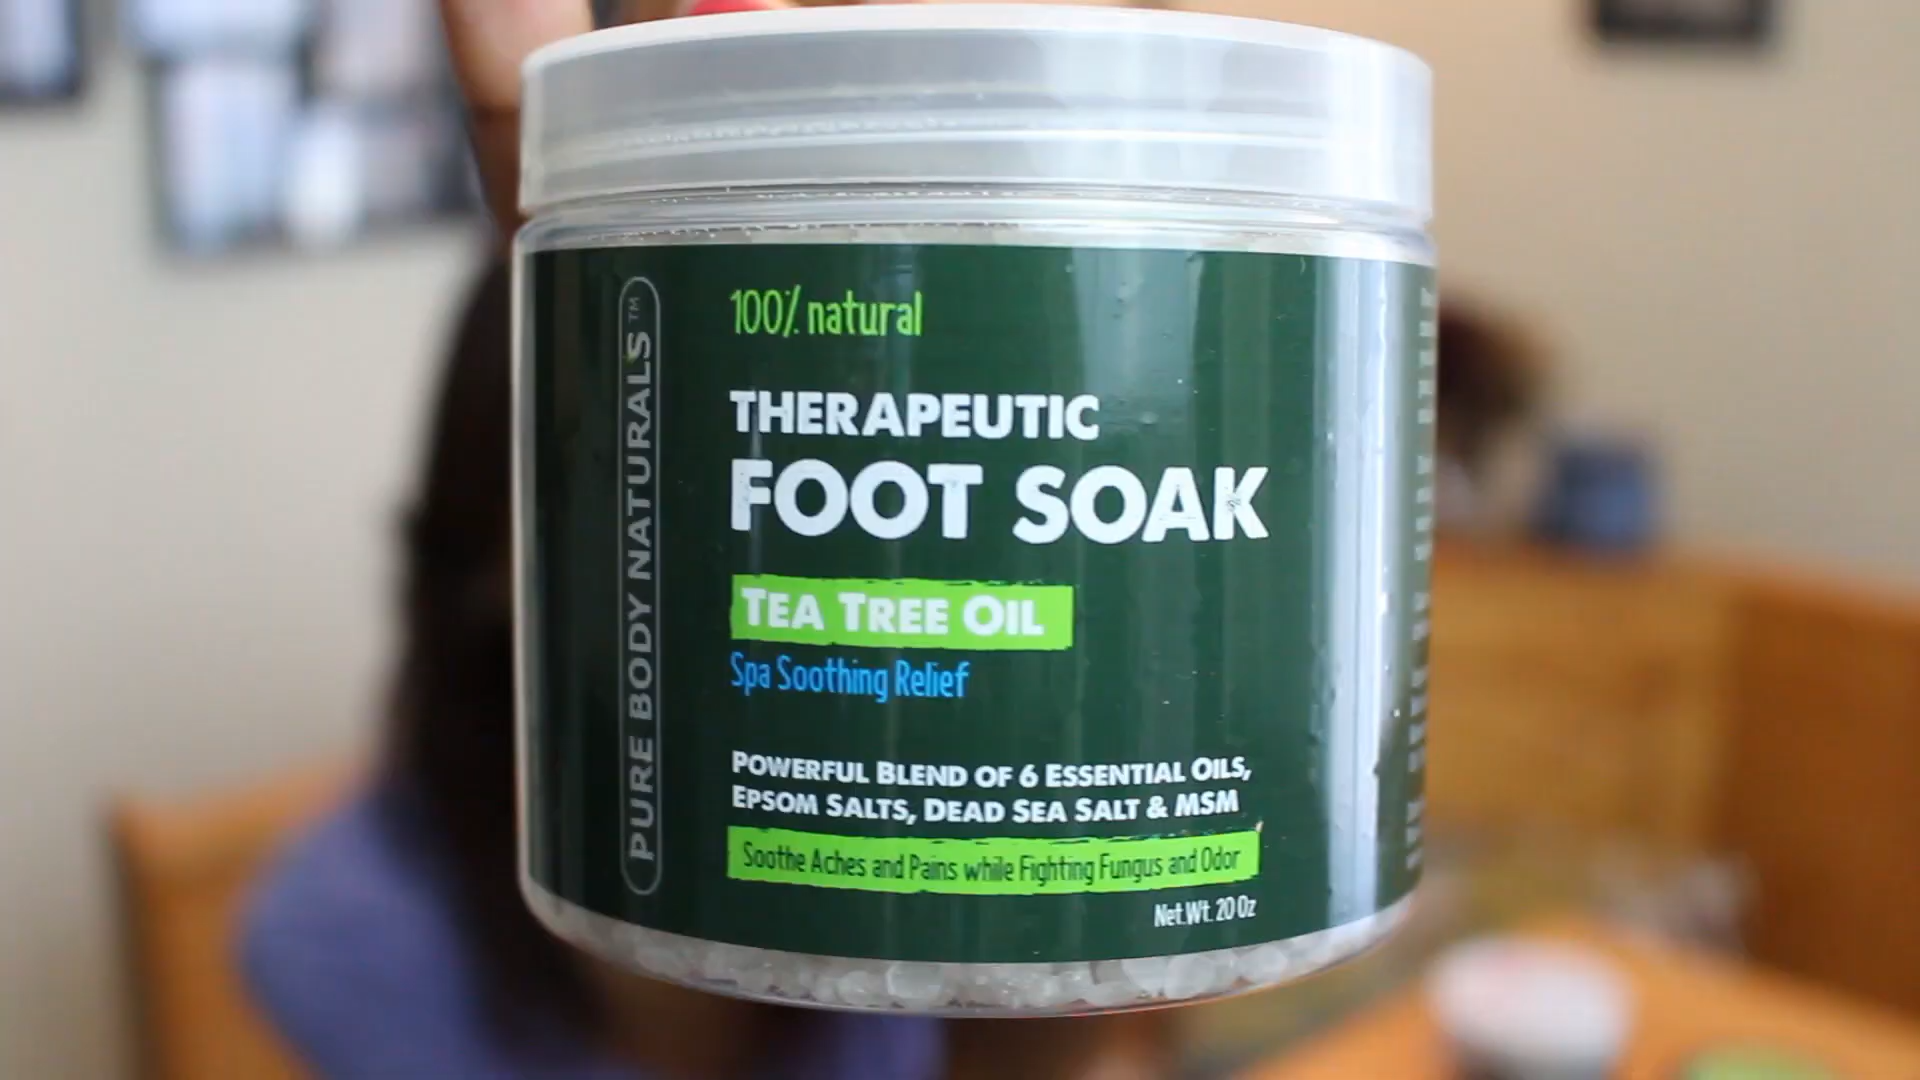 PURE BODY NATURALS™
100% natural
THERAPEUTIC
FOOT SOAK
TEA TREE OIL
Spa Soothing Relief
POWERFUL BLEND OF 6 ESSENTIAL OILS,
EPSOM SALTS, DEAD SEA SALT & MSM
Soothe Aches and Pains while Fighting Fungus and Odor
Net.Wt. 20 Oz